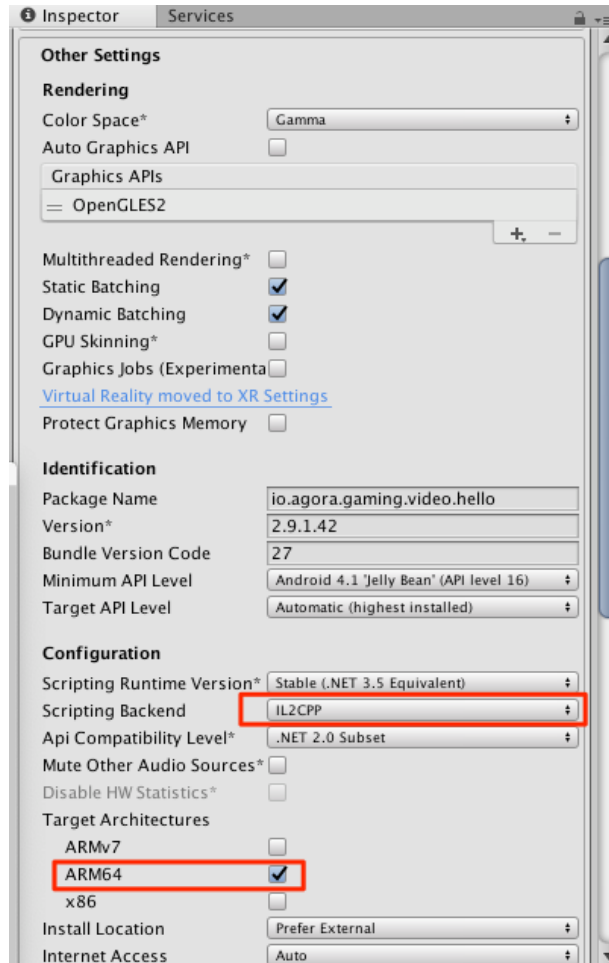 Inspector Services
Other Settings
Rendering
Color Space* Gamma
Auto Graphics API
Graphics APIs
OpenGLES2
Multithreaded Rendering*
Static Batching
Dynamic Batching
GPU Skinning*
Graphics Jobs (Experimenta
Virtual Reality moved to XR Settings
Protect Graphics Memory
Identification
Package Name io.agora.gaming.video.hello
Version* 2.9.1.42
Bundle Version Code 27
Minimum API Level Android 4.1 'Jelly Bean' (API level 16)
Target API Level Automatic (highest installed)
Configuration
Scripting Runtime Version* Stable (.NET 3.5 Equivalent)
Scripting Backend IL2CPP
Api Compatibility Level* .NET 2.0 Subset
Mute Other Audio Sources*
Disable HW Statistics*
Target Architectures
ARMv7
ARM64
x86
Install Location Prefer External
Internet Access Auto